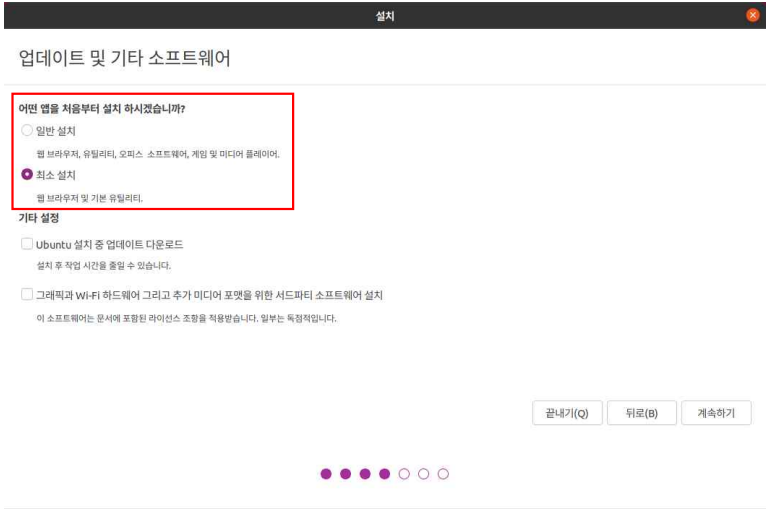 설치
업데이트 및 기타 소프트웨어
어떤 앱을 처음부터 설치 하시겠습니까?
일반 설치
웹 브라우저, 유틸리티, 오피스 소프트웨어, 게임 및 미디어 플레이어.
최소 설치
웹 브라우저 및 기본 유틸리티.
기타 설정
Ubuntu 설치 중 업데이트 다운로드
설치 후 작업 시간을 줄일 수 있습니다.
그래픽과 Wi-Fi 하드웨어 그리고 추가 미디어 포맷을 위한 서드파티 소프트웨어 설치
이 소프트웨어는 문서에 포함된 라이선스 조항을 적용받습니다. 일부는 독점적입니다.
끝내기(Q) 뒤로(B) 계속하기